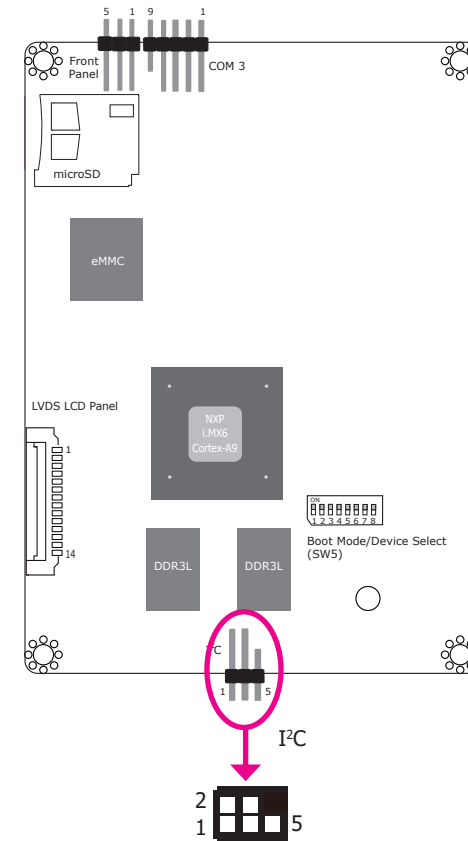 5 1 9 1
Front
Panel
COM 3
microSD
eMMC
LVDS LCD Panel
1
14
NXP
i.MX6
Cortex-A9
ON
1 2 3 4 5 6 7 8
Boot Mode/Device Select
(SW5)
DDR3L
DDR3L
I²C
1 5
I²C
2
1 5